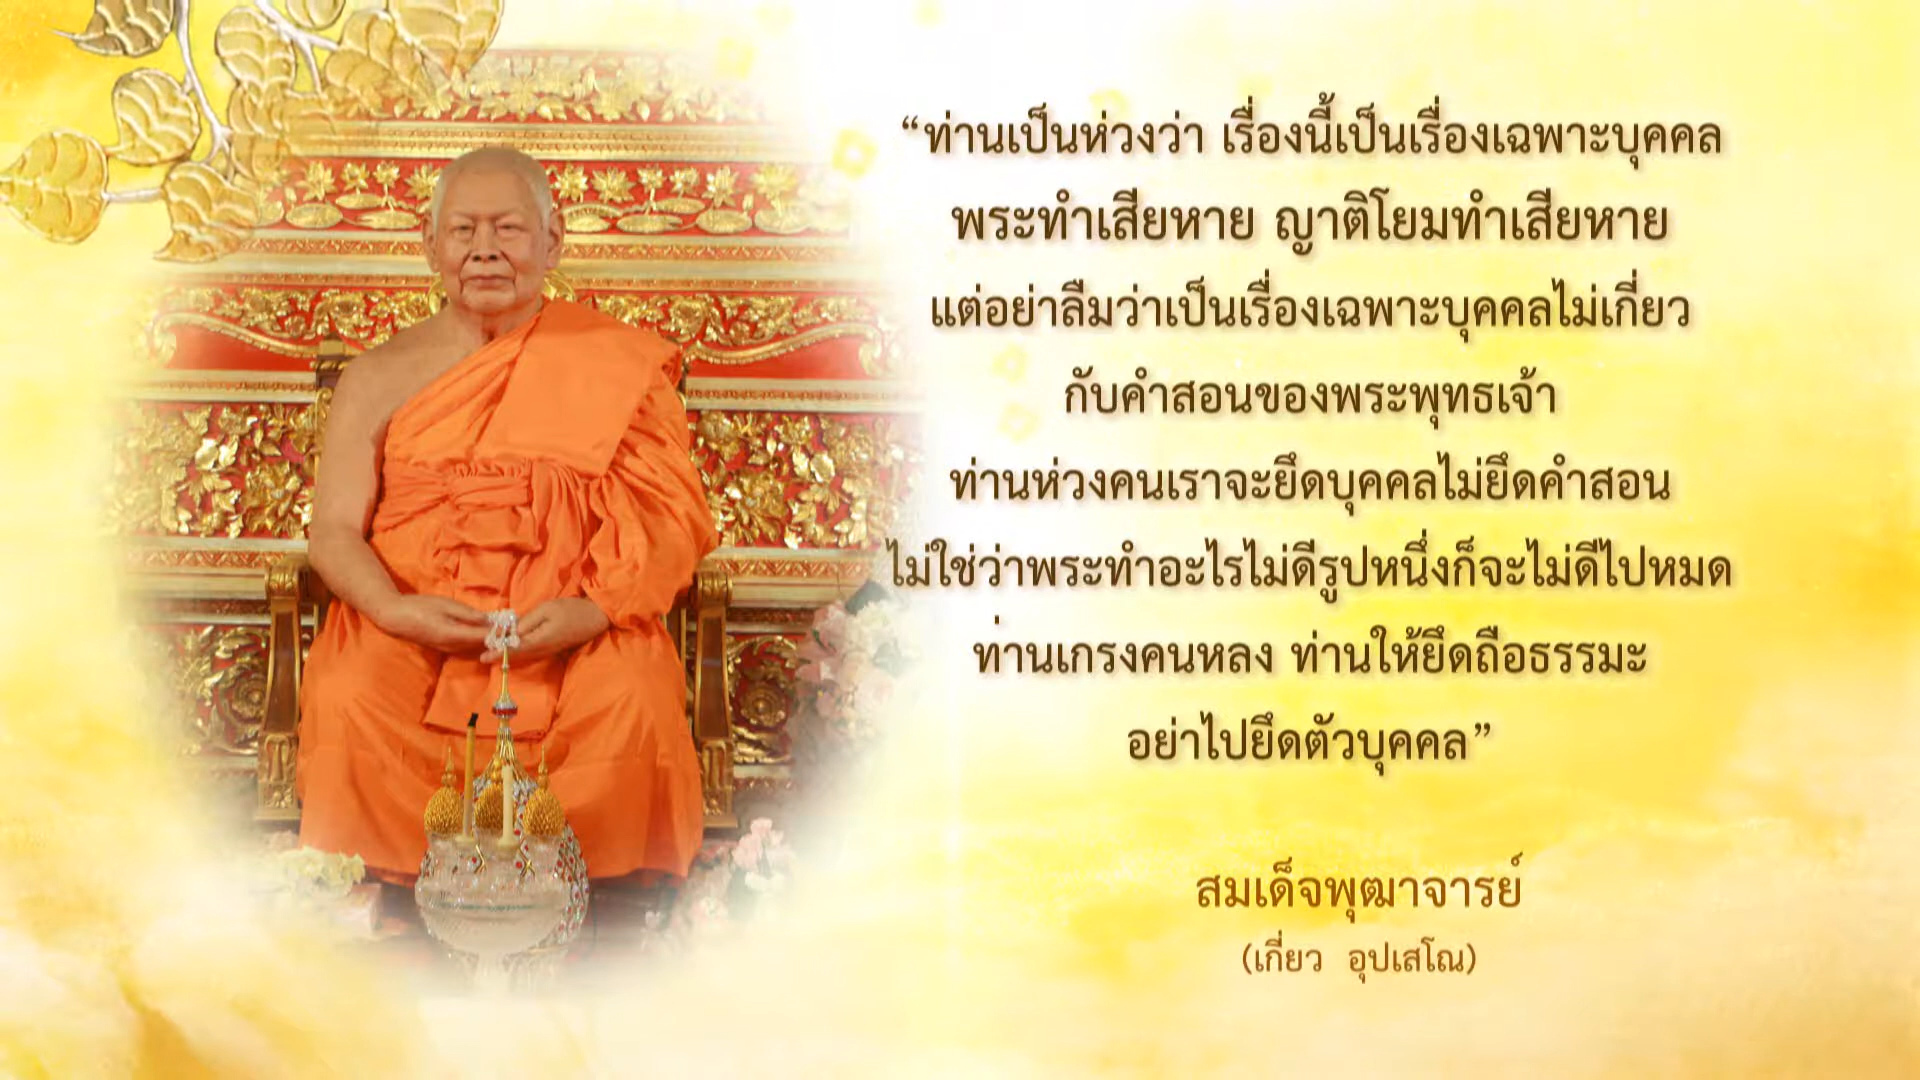 “ท่านเป็นห่วงว่า เรื่องนี้เป็นเรื่องเฉพาะบุคคล
พระทำเสียหาย ญาติโยมทำเสียหาย
แต่อย่าลืมว่าเป็นเรื่องเฉพาะบุคคลไม่เกี่ยว
กับคำสอนของพระพุทธเจ้า
ท่านห่วงคนเราจะยึดบุคคลไม่ยึดคำสอน
ไม่ใช่ว่าพระทำอะไรไม่ดีรูปหนึ่งก็จะไม่ดีไปหมด
ท่านเกรงคนหลง ท่านให้ยึดถือธรรมะ
อย่าไปยึดตัวบุคคล”
สมเด็จพุฒาจารย์
(เกี่ยว อุปเสโณ)